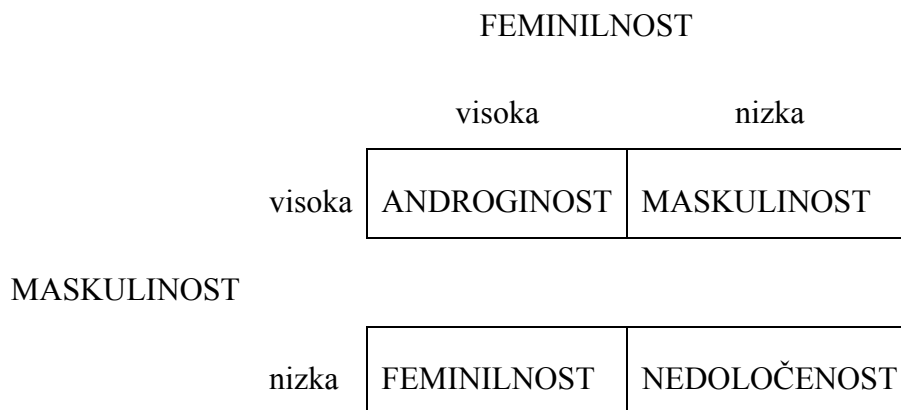 FEMINILNOST
visoka nizka
visoka ANDROGINOST MASKULINOST
MASKULINOST
nizka FEMINILNOST NEDOLOČENOST